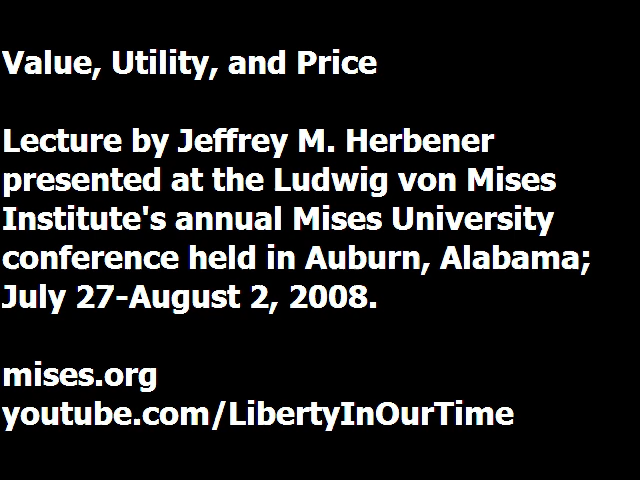 Value, Utility, and Price
Lecture by Jeffrey M. Herbener
presented at the Ludwig von Mises
Institute's annual Mises University
conference held in Auburn, Alabama;
July 27-August 2, 2008.
mises.org
youtube.com/LibertyInOurTime